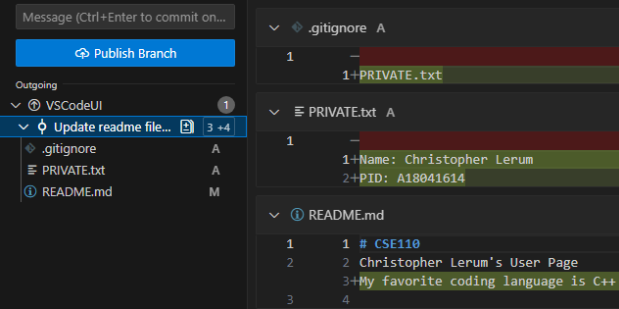 Message (Ctrl+Enter to commit on...
Publish Branch
Outgoing
VSCodeUI 1
Update readme file... 3 +4
.gitignore A
PRIVATE.txt A
README.md M
.gitignore A
1 −
1+PRIVATE.txt
PRIVATE.txt A
1 −
1+Name: Christopher Lerum
2+PID: A18041614
README.md
1 1 # CSE110
2 2 Christopher Lerum's User Page
3+My favorite coding language is C++
3 4